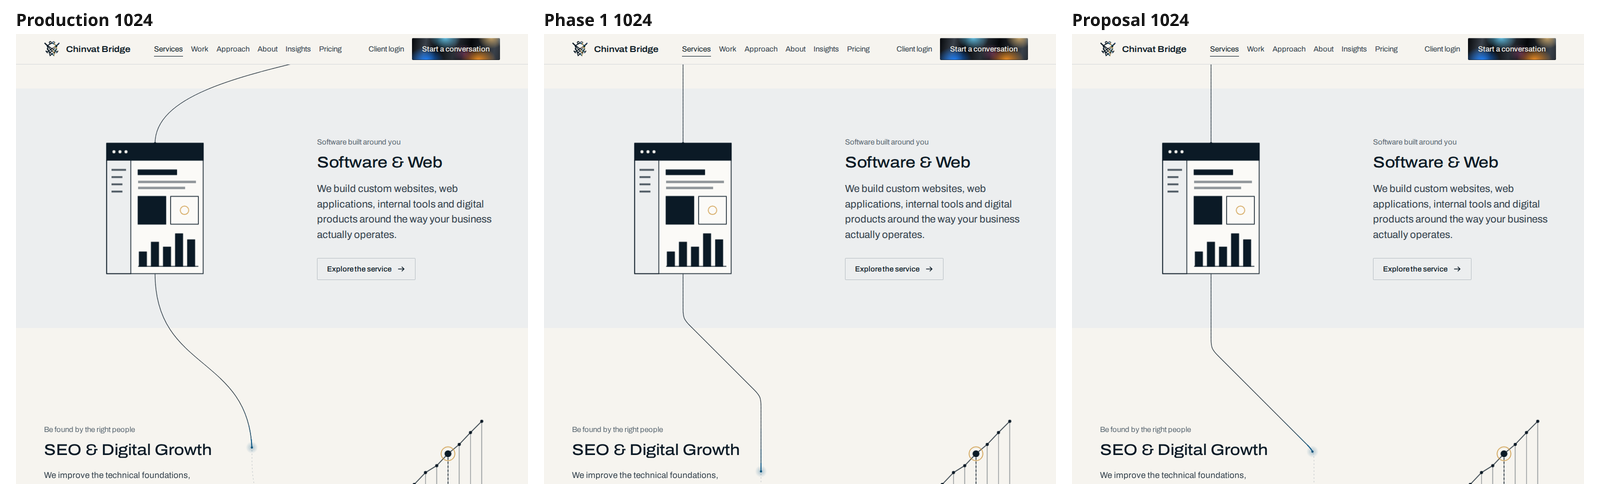 Production 1024
Chinvat Bridge Services Work Approach About Insights Pricing Client login Start a conversation
Software built around you
Software & Web
We build custom websites, web
applications, internal tools and digital
products around the way your business
actually operates.
Explore the service →
Be found by the right people
SEO & Digital Growth
We improve the technical foundations,
Phase 1 1024
Chinvat Bridge Services Work Approach About Insights Pricing Client login Start a conversation
Software built around you
Software & Web
We build custom websites, web
applications, internal tools and digital
products around the way your business
actually operates.
Explore the service →
Be found by the right people
SEO & Digital Growth
We improve the technical foundations,
Proposal 1024
Chinvat Bridge Services Work Approach About Insights Pricing Client login Start a conversation
Software built around you
Software & Web
We build custom websites, web
applications, internal tools and digital
products around the way your business
actually operates.
Explore the service →
Be found by the right people
SEO & Digital Growth
We improve the technical foundations,